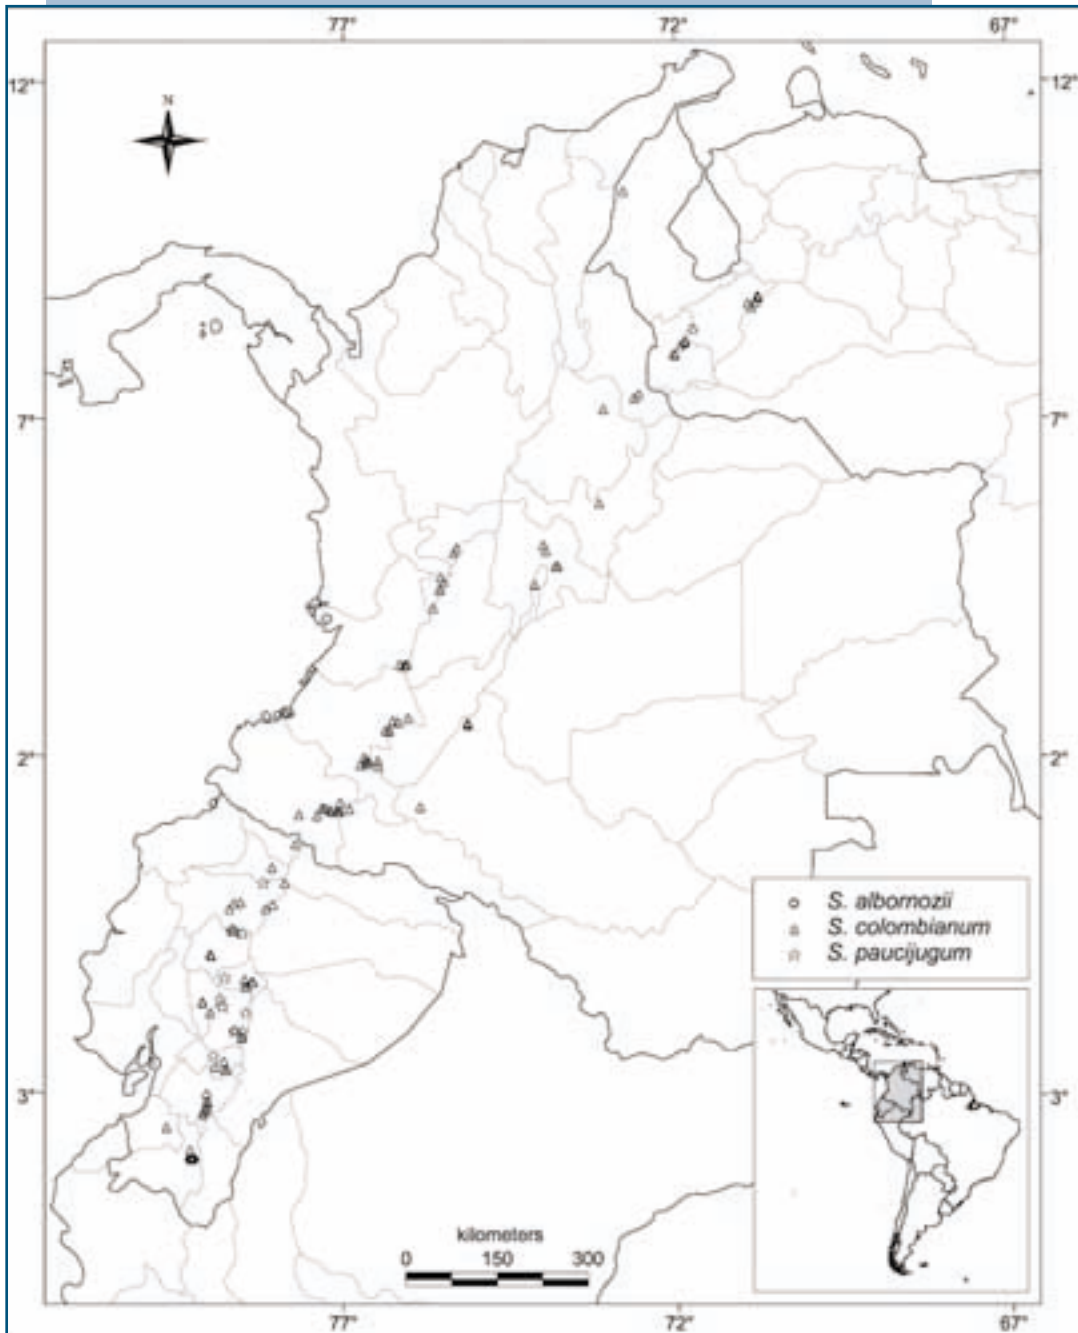 77° 72° 67°
12° 12°
N
7° 7°
2° 2°
S. albornozii
S. colombianum
S. paucijugum
3° 3°
kilometers
0 150 300
77° 72° 67°